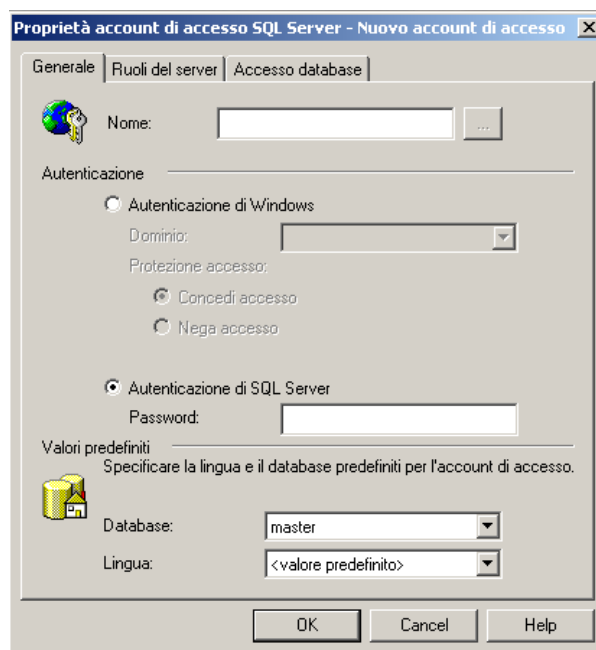 Proprietà account di accesso SQL Server - Nuovo account di accesso
Generale Ruoli del server Accesso database
Nome: ...
Autenticazione
Autenticazione di Windows
Dominio:
Protezione accesso:
Concedi accesso
Nega accesso
Autenticazione di SQL Server
Password:
Valori predefiniti
Specificare la lingua e il database predefiniti per l'account di accesso.
Database: master
Lingua: <valore predefinito>
OK Cancel Help